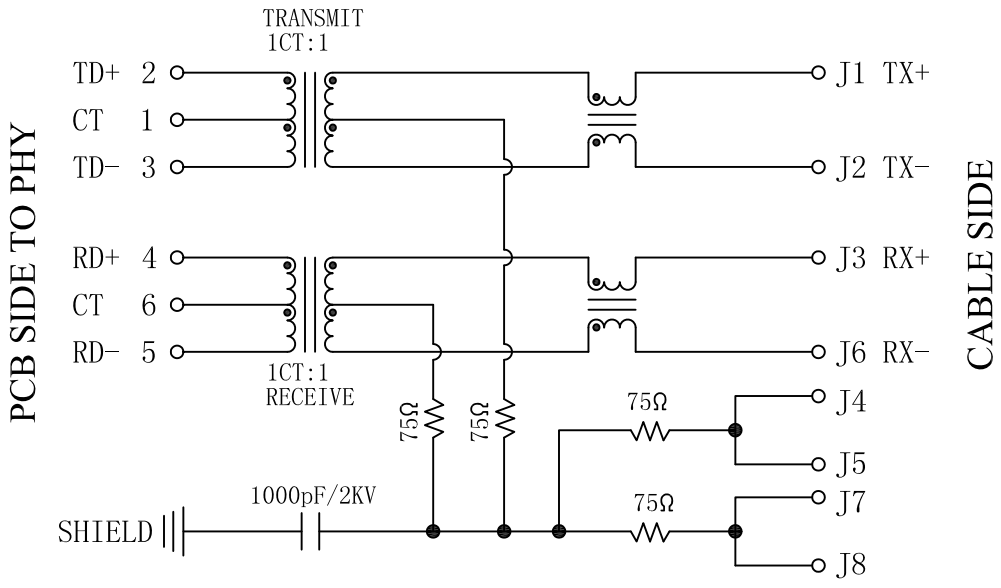 TRANSMIT
1CT:1
TD+ 2
CT 1
TD- 3
J1 TX+
J2 TX-
PCB SIDE TO PHY
CABLE SIDE
RD+ 4
CT 6
RD- 5
J3 RX+
J6 RX-
1CT:1
RECEIVE
75Ω
75Ω
75Ω
J4
J5
1000pF/2KV
75Ω
J7
SHIELD
J8